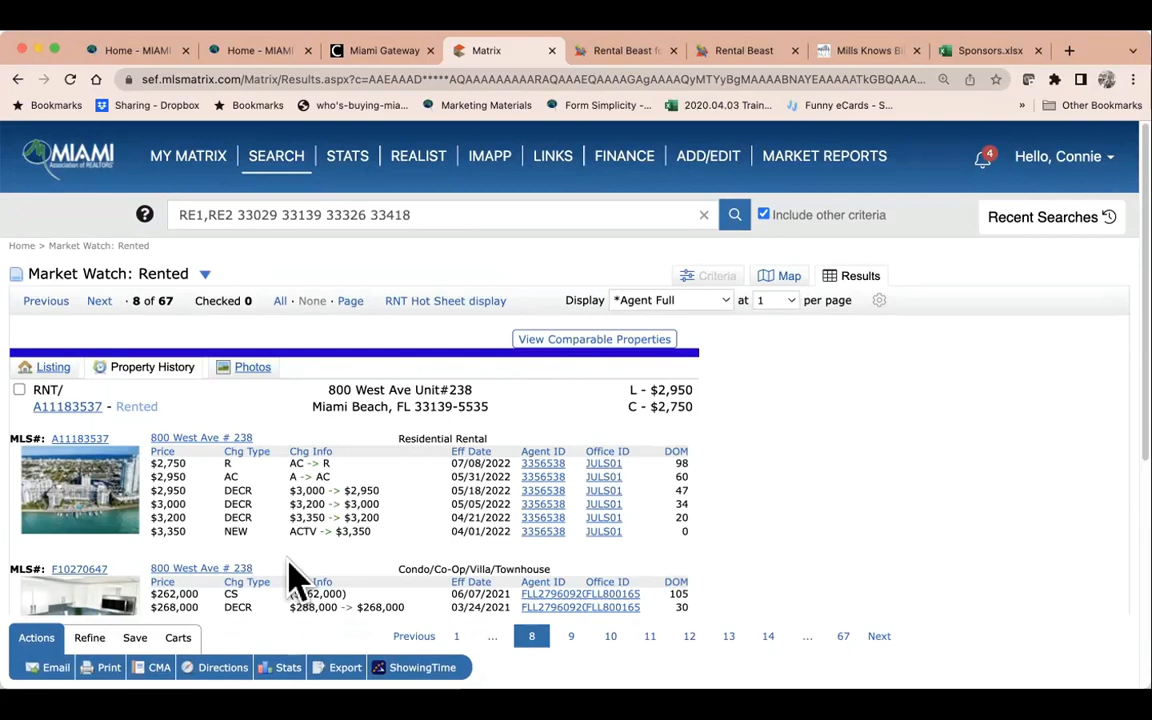 Home - MIAMI × Home - MIAMI × Miami Gateway × Matrix × Rental Beast fo × Rental Beast × Mills Knows Bi × Sponsors.xlsx × +
sef.mlsmatrix.com/Matrix/Results.aspx?c=AAEAAAD*****AQAAAAAAAAARAQAAAEQAAAAGAgAAAAQyMTYyBgMAAAABNAYEAAAAATkGBQAAA...
Bookmarks Sharing - Dropbox Bookmarks who's-buying-mia... Marketing Materials Form Simplicity -... 2020.04.03 Train... Funny eCards - S... » Other Bookmarks
MIAMI MY MATRIX SEARCH STATS REALIST IMAPP LINKS FINANCE ADD/EDIT MARKET REPORTS 4 Hello, Connie
? RE1,RE2 33029 33139 33326 33418 × Include other criteria Recent Searches
Home > Market Watch: Rented
Market Watch: Rented Criteria Map Results
Previous Next · 8 of 67 Checked 0 All · None · Page RNT Hot Sheet display Display *Agent Full at 1 per page
View Comparable Properties
Listing Property History Photos
RNT/ 800 West Ave Unit#238 L - $2,950
A11183537 - Rented Miami Beach, FL 33139-5535 C - $2,750
MLS#: A11183537 800 West Ave # 238 Residential Rental
Price Chg Type Chg Info Eff Date Agent ID Office ID DOM
$2,750 R AC -> R 07/08/2022 3356538 JULS01 98
$2,950 AC A -> AC 05/31/2022 3356538 JULS01 60
$2,950 DECR $3,000 -> $2,950 05/18/2022 3356538 JULS01 47
$3,000 DECR $3,200 -> $3,000 05/05/2022 3356538 JULS01 34
$3,200 DECR $3,350 -> $3,200 04/21/2022 3356538 JULS01 20
$3,350 NEW ACTV -> $3,350 04/01/2022 3356538 JULS01 0
MLS#: F10270647 800 West Ave # 238 Condo/Co-Op/Villa/Townhouse
Price Chg Type Info Eff Date Agent ID Office ID DOM
$262,000 CS 06/07/2021 FLL2796092 FLL800165 105
$268,000 DECR $288,000 -> $268,000 03/24/2021 FLL2796092 FLL800165 30
Actions Refine Save Carts Previous 1 ... 8 9 10 11 12 13 14 ... 67 Next
Email Print CMA Directions Stats Export ShowingTime